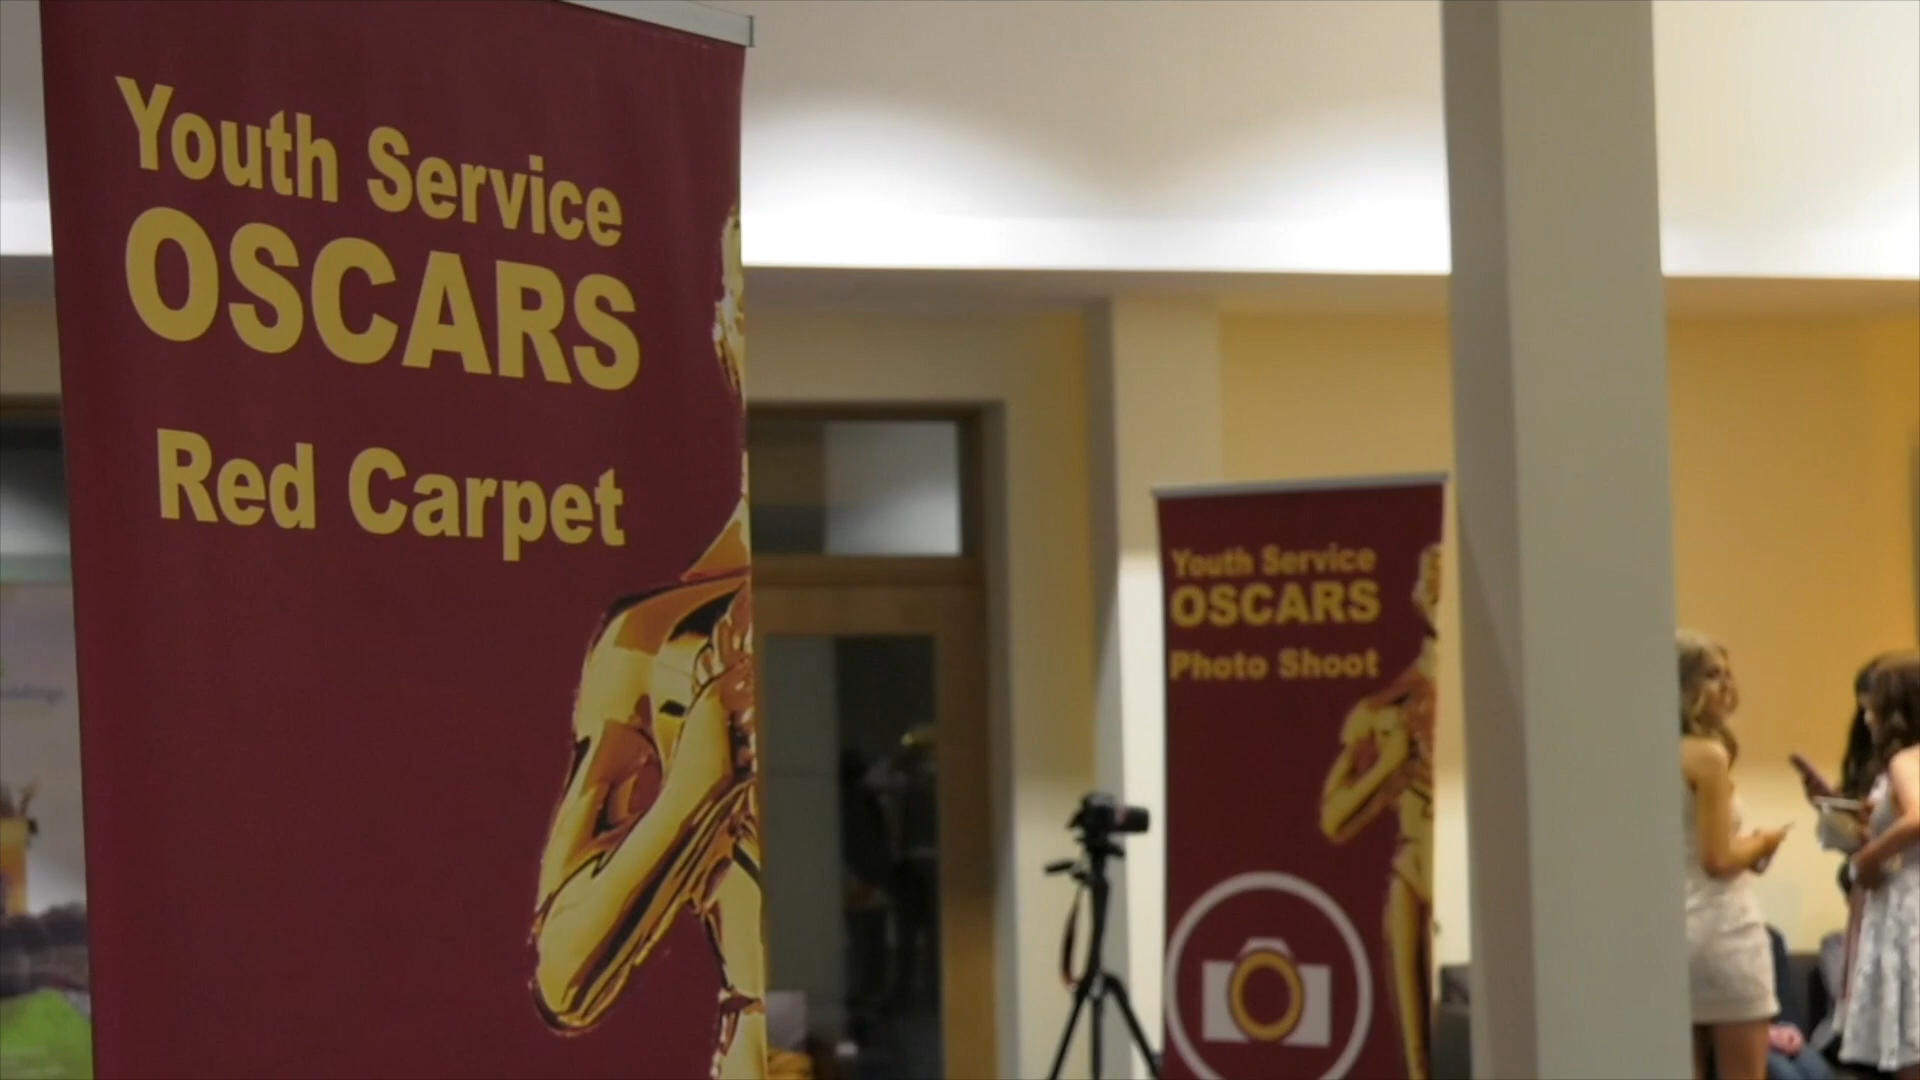 Youth Service
OSCARS
Red Carpet
Youth Service
OSCARS
Photo Shoot